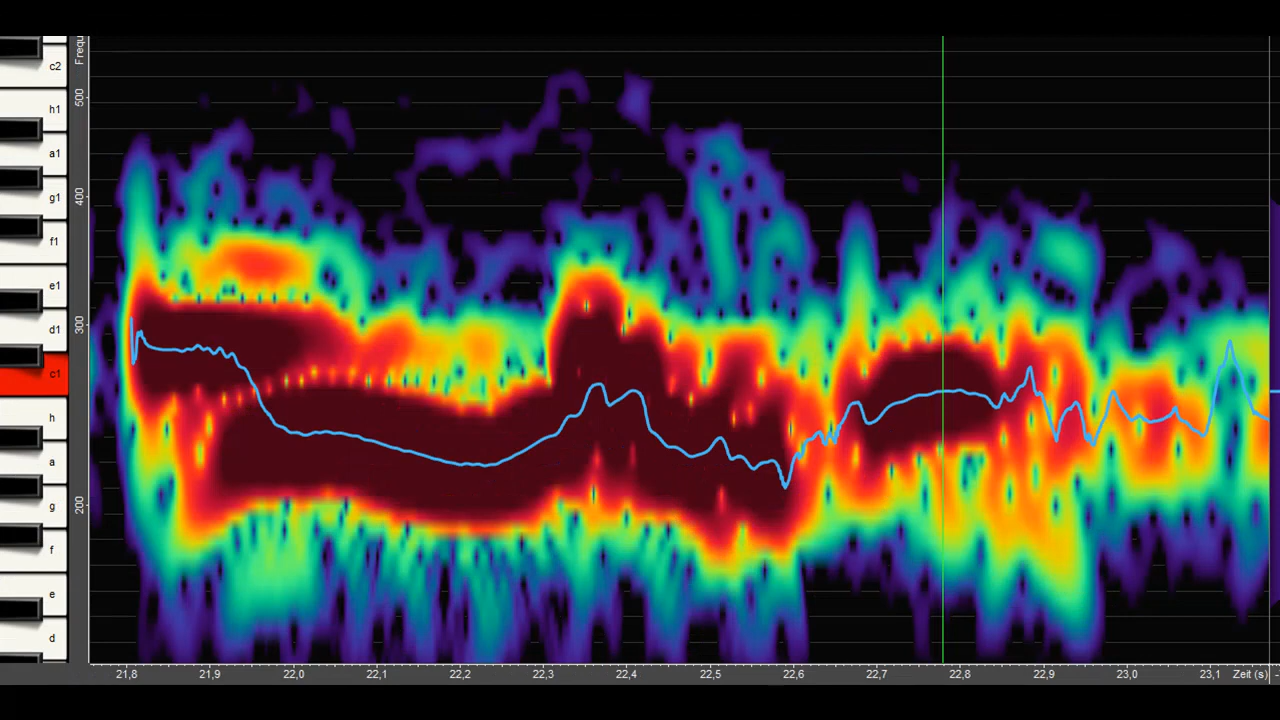 c2
h1
a1
g1
f1
e1
d1
c1
h
a
g
f
e
d
Frequ
500
400
300
200
21,8 21,9 22,0 22,1 22,2 22,3 22,4 22,5 22,6 22,7 22,8 22,9 23,0 23,1 Zeit (s)